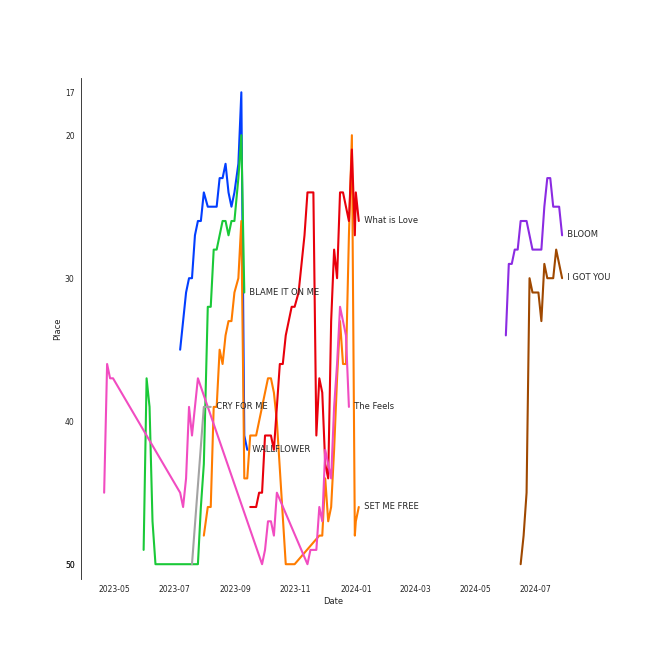 17
20
30
40
50
Place
What is Love
BLOOM
I GOT YOU
BLAME IT ON ME
CRY FOR ME
The Feels
WALLFLOWER
SET ME FREE
2023-05
2023-07
2023-09
2023-11
2024-01
2024-03
2024-05
2024-07
Date